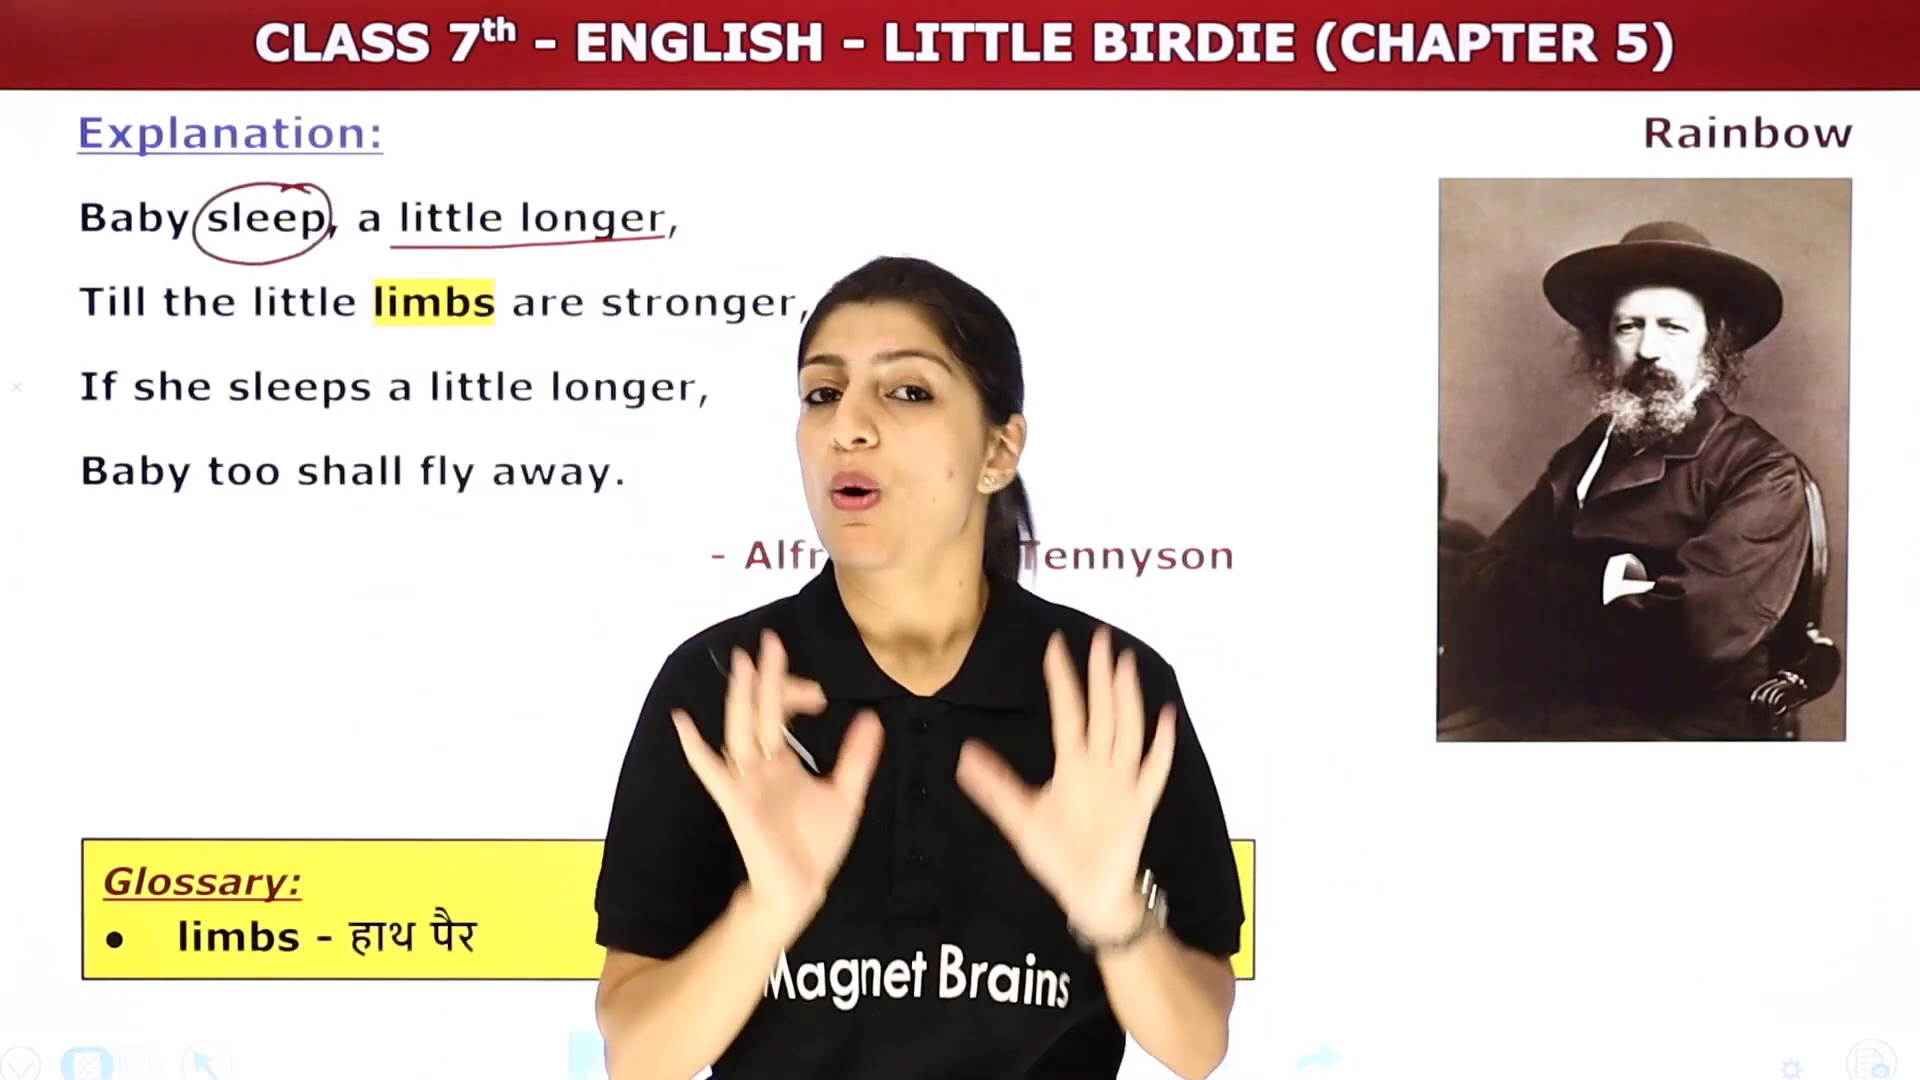 CLASS 7th - ENGLISH - LITTLE BIRDIE (CHAPTER 5)
Explanation:
Rainbow
Baby sleep, a little longer,
Till the little limbs are stronger,
If she sleeps a little longer,
Baby too shall fly away.
- Alfr Tennyson
Glossary:
• limbs - हाथ पैर
Magnet Brains